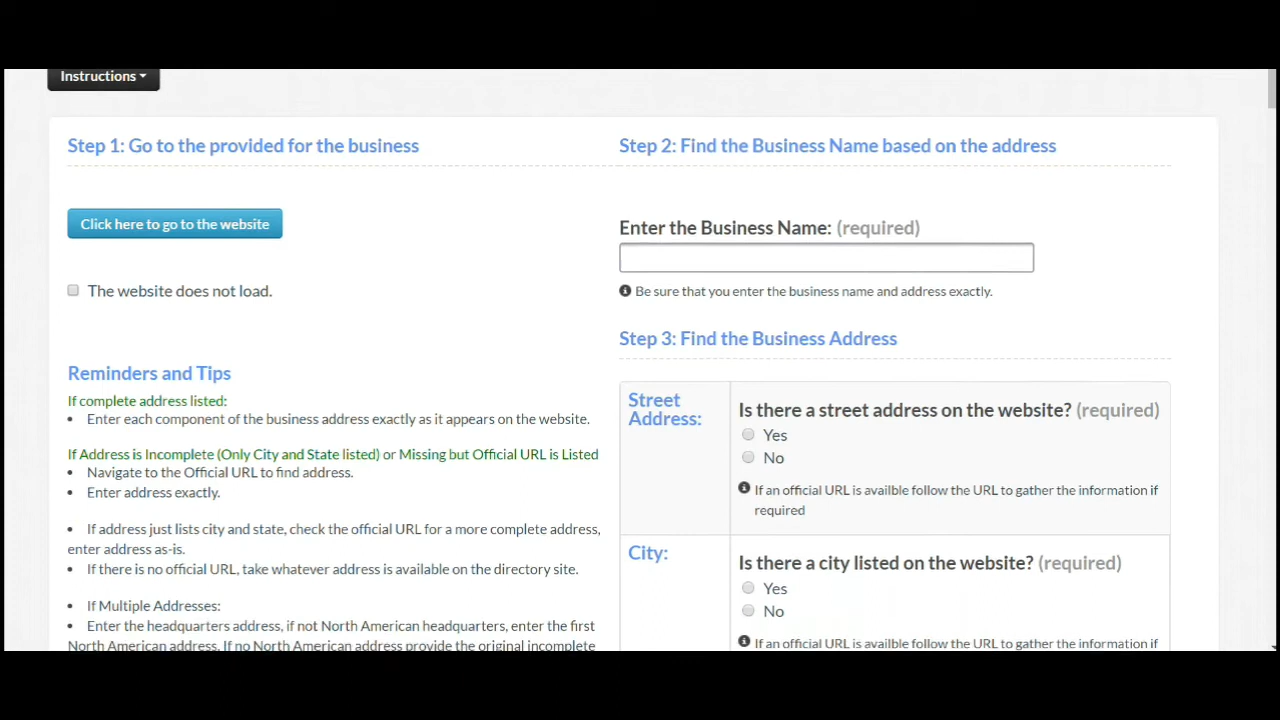 Instructions
Step 1: Go to the provided for the business
Click here to go to the website
The website does not load.
Reminders and Tips
If complete address listed:
• Enter each component of the business address exactly as it appears on the website.
If Address is Incomplete (Only City and State listed) or Missing but Official URL is Listed
• Navigate to the Official URL to find address.
• Enter address exactly.
• If address just lists city and state, check the official URL for a more complete address,
enter address as-is.
• If there is no official URL, take whatever address is available on the directory site.
• If Multiple Addresses:
• Enter the headquarters address, if not North American headquarters, enter the first
North American address. If no North American address provide the original incomplete
Step 2: Find the Business Name based on the address
Enter the Business Name: (required)
Be sure that you enter the business name and address exactly.
Step 3: Find the Business Address
Street
Address:
Is there a street address on the website? (required)
Yes
No
If an official URL is availble follow the URL to gather the information if
required
City:
Is there a city listed on the website? (required)
Yes
No
If an official URL is availble follow the URL to gather the information if